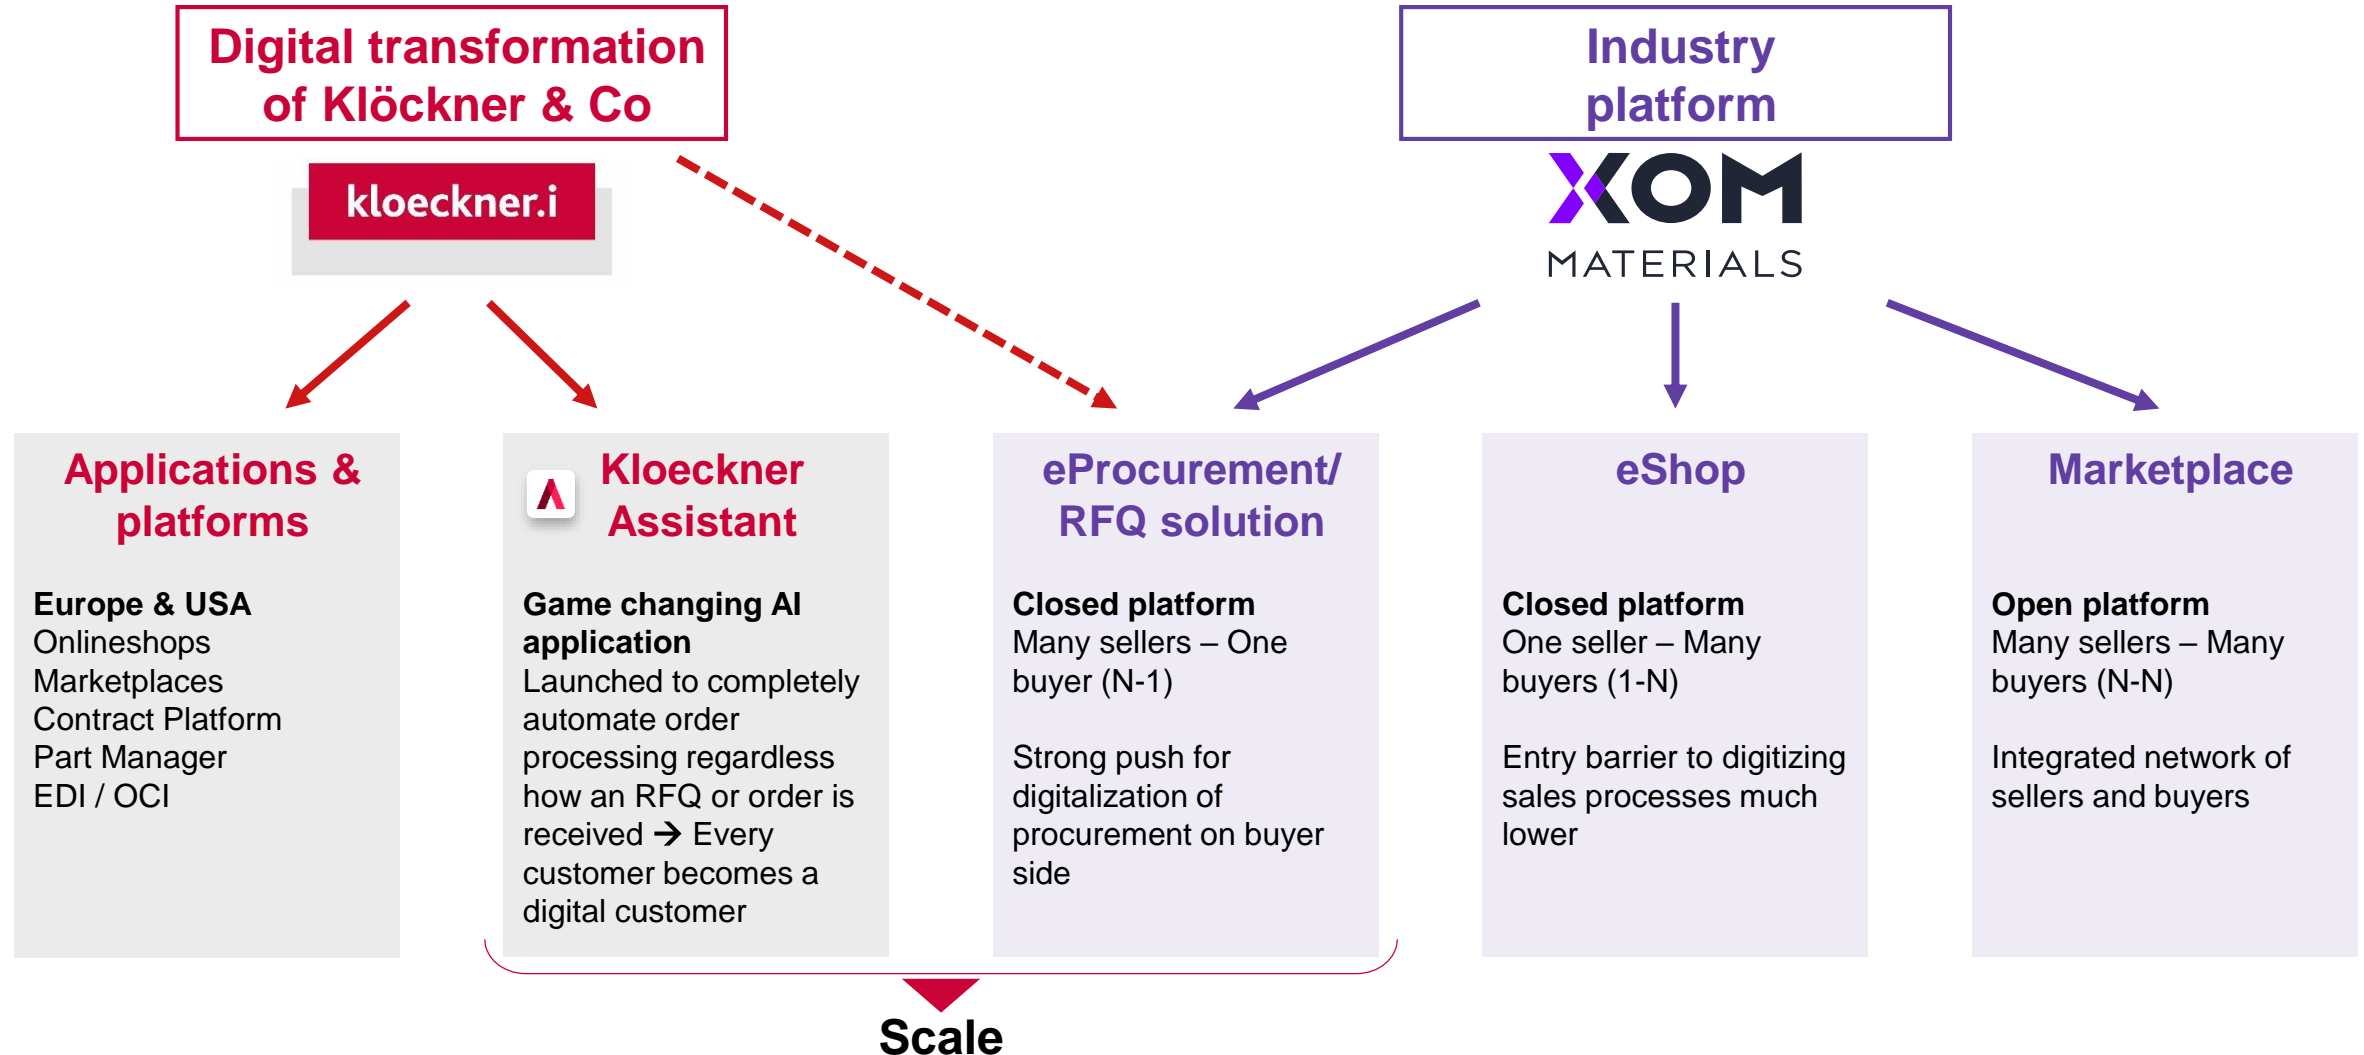 Digital transformation
of Klöckner & Co
kloeckner.i
Industry
platform
XOM
MATERIALS
Applications &
platforms
Europe & USA
Onlineshops
Marketplaces
Contract Platform
Part Manager
EDI / OCI
Kloeckner
Assistant
Game changing AI
application
Launched to completely
automate order
processing regardless
how an RFQ or order is
received → Every
customer becomes a
digital customer
eProcurement/
RFQ solution
Closed platform
Many sellers – One
buyer (N-1)
Strong push for
digitalization of
procurement on buyer
side
eShop
Closed platform
One seller – Many
buyers (1-N)
Entry barrier to digitizing
sales processes much
lower
Marketplace
Open platform
Many sellers – Many
buyers (N-N)
Integrated network of
sellers and buyers
Scale